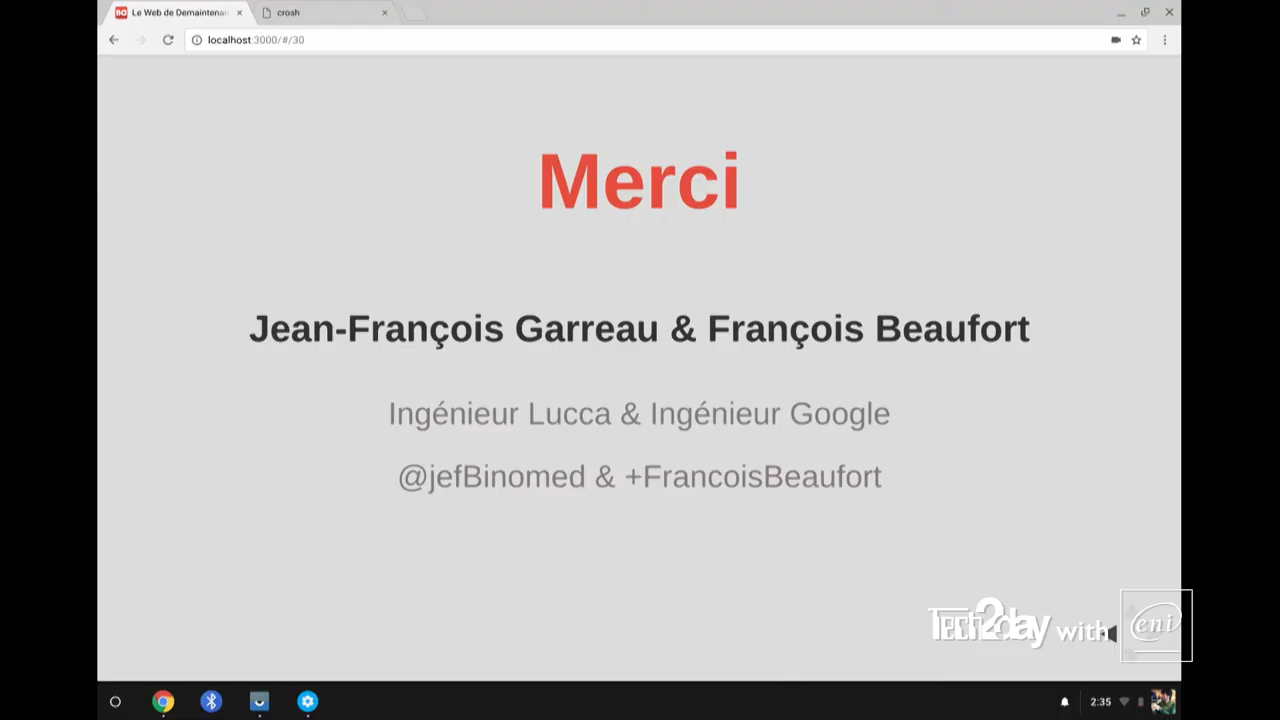 Le Web de Demaintenan
crosh
localhost:3000/#/30
Merci
Jean-François Garreau & François Beaufort
Ingénieur Lucca & Ingénieur Google
@jefBinomed & +FrancoisBeaufort
Tech2day with eni
2:35